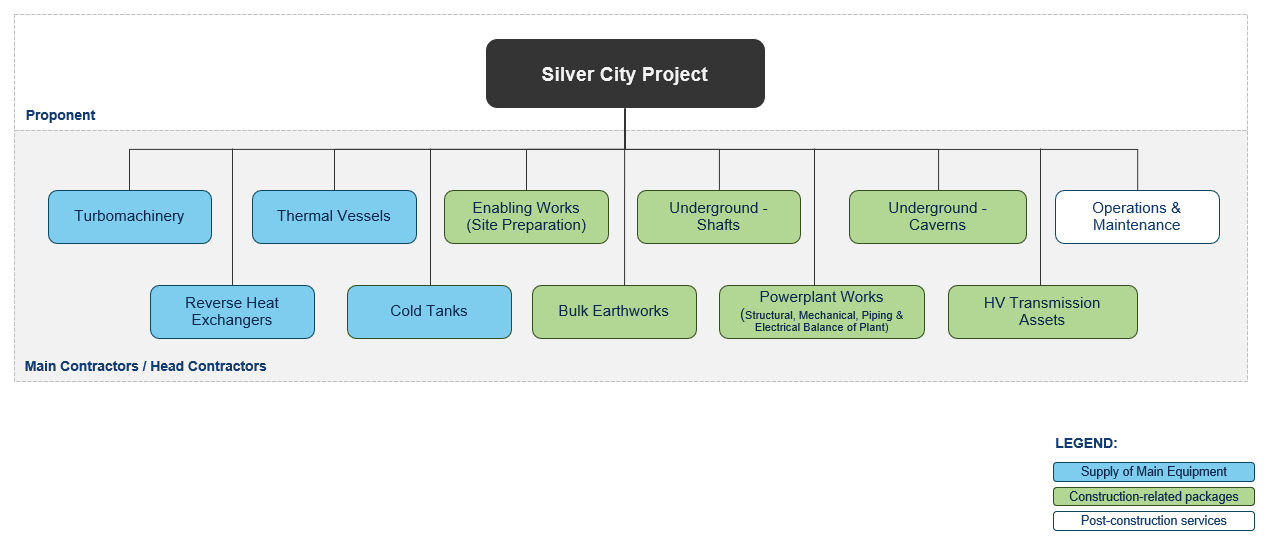 Silver City Project
Proponent
Turbomachinery
Thermal Vessels
Enabling Works
(Site Preparation)
Underground -
Shafts
Underground -
Caverns
Operations &
Maintenance
Reverse Heat
Exchangers
Cold Tanks
Bulk Earthworks
Powerplant Works
(Structural, Mechanical, Piping &
Electrical Balance of Plant)
HV Transmission
Assets
Main Contractors / Head Contractors
LEGEND:
Supply of Main Equipment
Construction-related packages
Post-construction services